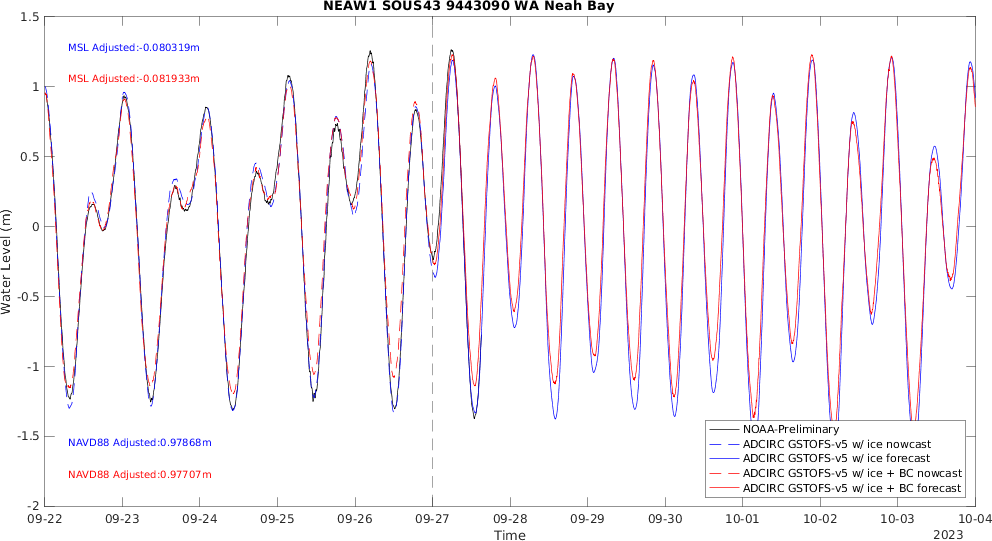 NEAW1 SOUS43 9443090 WA Neah Bay
1.5
1
0.5
0
-0.5
-1
-1.5
-2
Water Level (m)
MSL Adjusted:-0.080319m
MSL Adjusted:-0.081933m
NAVD88 Adjusted:0.97868m
NAVD88 Adjusted:0.97707m
NOAA-Preliminary
ADCIRC GSTOFS-v5 w/ ice nowcast
ADCIRC GSTOFS-v5 w/ ice forecast
ADCIRC GSTOFS-v5 w/ ice + BC nowcast
ADCIRC GSTOFS-v5 w/ ice + BC forecast
09-22 09-23 09-24 09-25 09-26 09-27 09-28 09-29 09-30 10-01 10-02 10-03 10-04
Time
2023